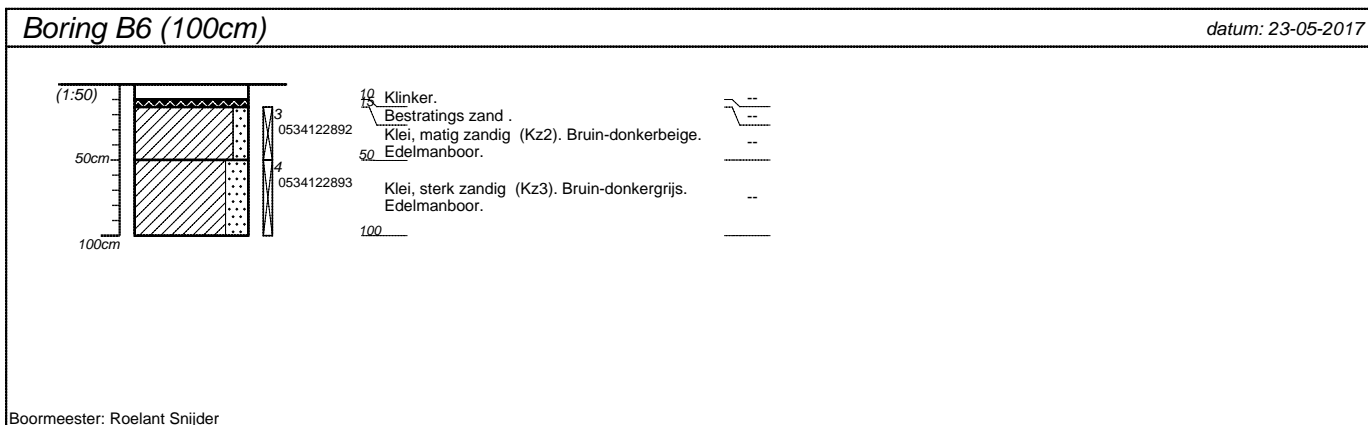 Boring B6 (100cm)
datum: 23-05-2017
(1:50)
50cm
100cm
3
0534122892
4
0534122893
10 Klinker. --
15 Bestratings zand . --
Klei, matig zandig (Kz2). Bruin-donkerbeige. --
50 Edelmanboor.
Klei, sterk zandig (Kz3). Bruin-donkergrijs. --
Edelmanboor.
100
Boormeester: Roelant Snijder